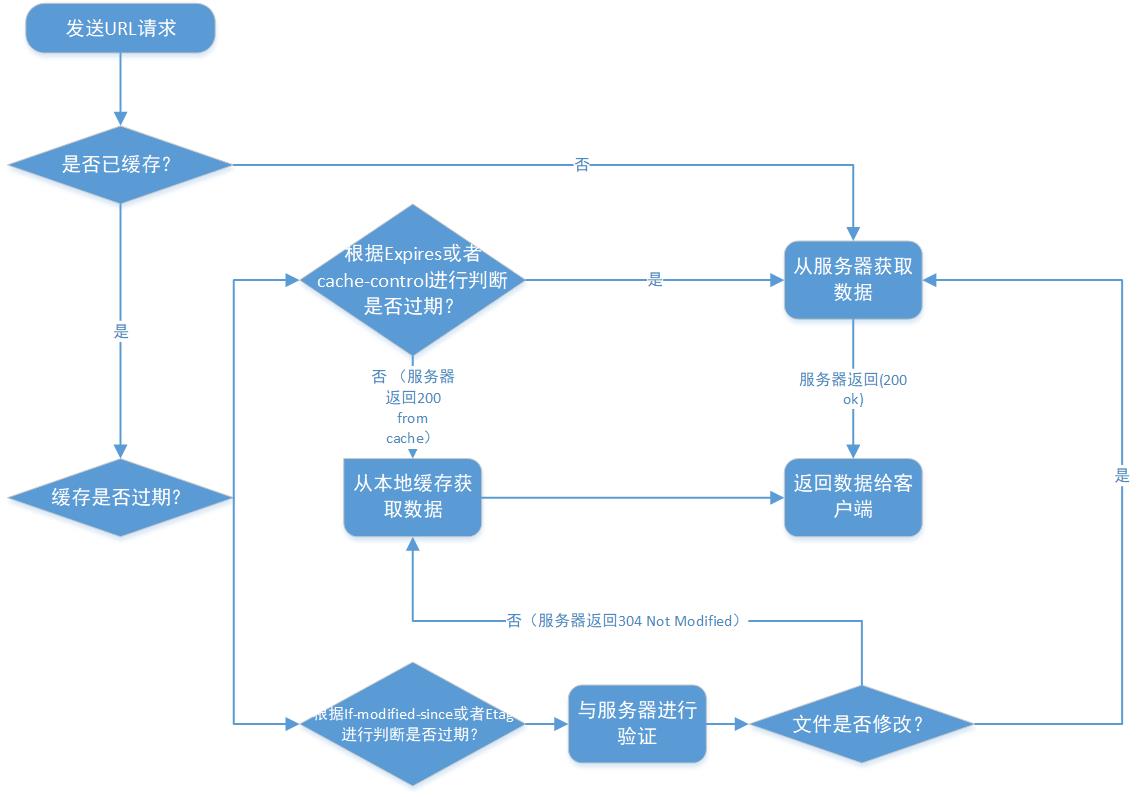 发送URL请求
是否已缓存？
否
根据Expires或者
cache-control进行判断
是否过期？
是
从服务器获取
数据
是
否 （服务器
返回200
from
cache）
服务器返回(200
ok)
缓存是否过期？
从本地缓存获
取数据
返回数据给客
户端
是
否（服务器返回304 Not Modified）
根据If-modified-since或者Etag
进行判断是否过期？
与服务器进行
验证
文件是否修改？